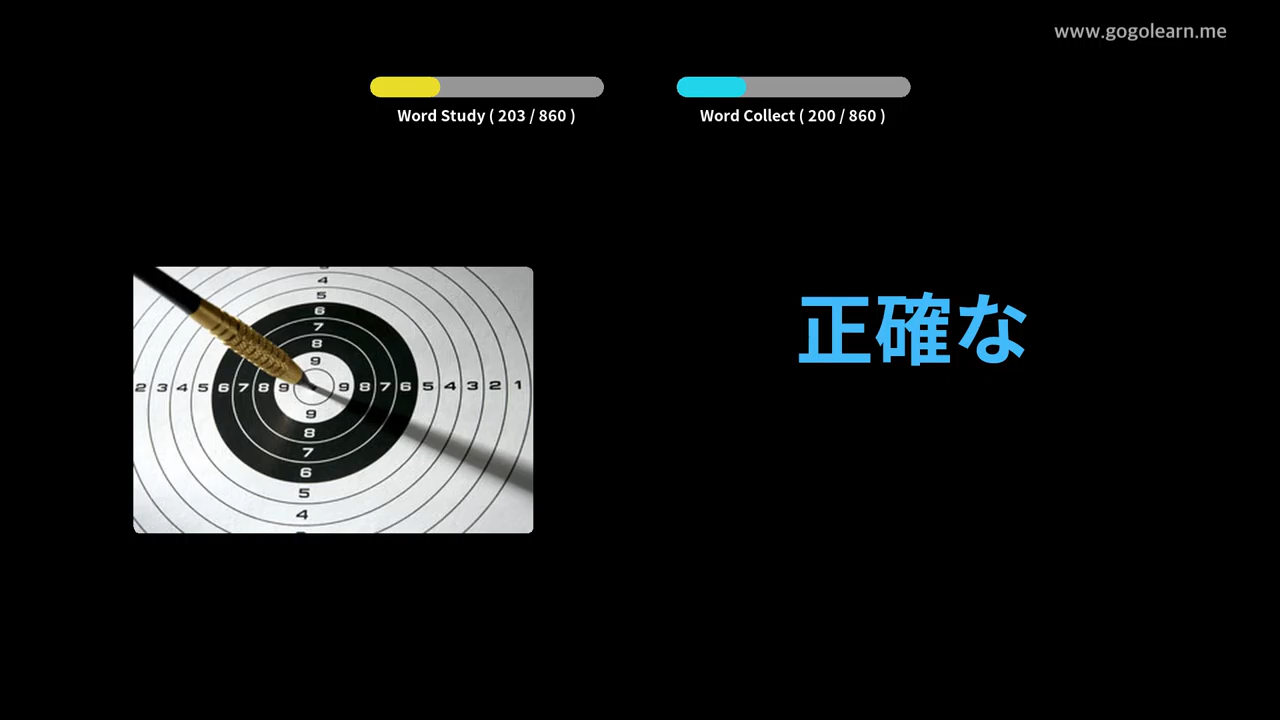 www.gogolearn.me
Word Study ( 203 / 860 )
Word Collect ( 200 / 860 )
正確な
4
5
6
7
8
9
2 3 4 5 6 7 8 9 9 8 7 6 5 4 3 2 1
9
8
7
6
5
4